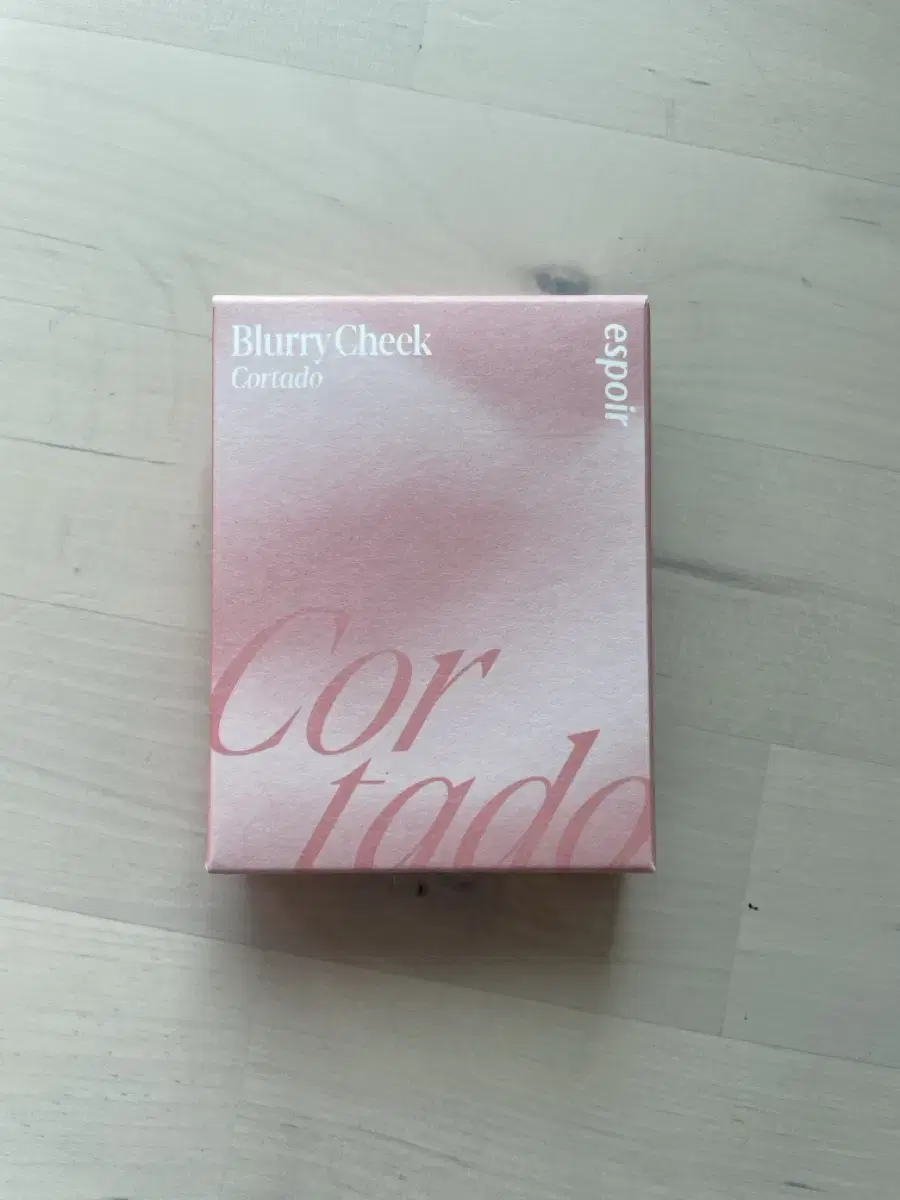 Blurry Cheek
Cortado
espoir
Cor
tado